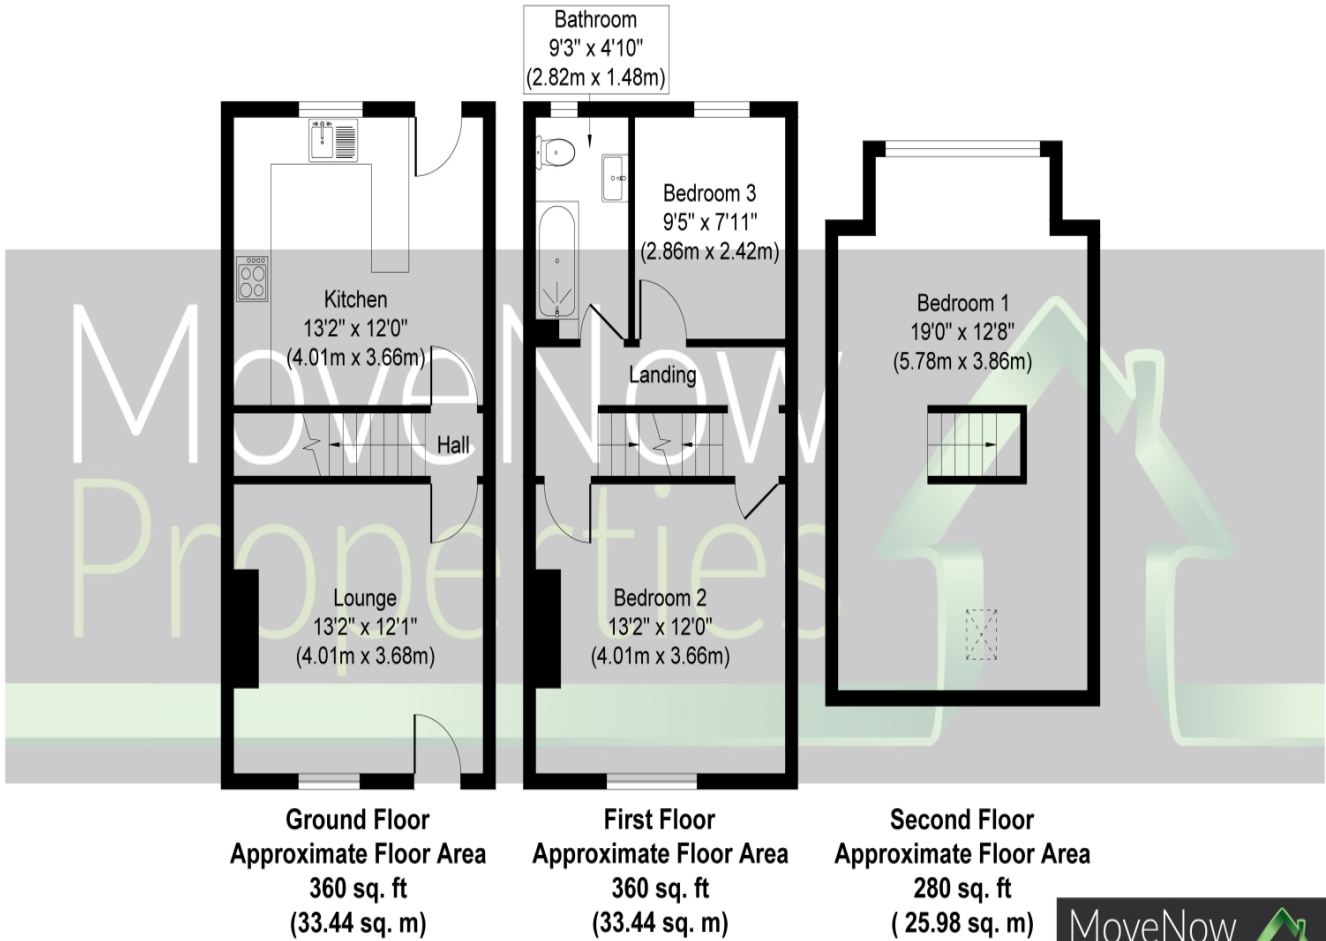 Bathroom
9'3" x 4'10"
(2.82m x 1.48m)
Kitchen
13'2" x 12'0"
(4.01m x 3.66m)
Hall
Lounge
13'2" x 12'1"
(4.01m x 3.68m)
Bedroom 3
9'5" x 7'11"
(2.86m x 2.42m)
Landing
Bedroom 2
13'2" x 12'0"
(4.01m x 3.66m)
Bedroom 1
19'0" x 12'8"
(5.78m x 3.86m)
MoveNow
Properties
Ground Floor
Approximate Floor Area
360 sq. ft
(33.44 sq. m)
First Floor
Approximate Floor Area
360 sq. ft
(33.44 sq. m)
Second Floor
Approximate Floor Area
280 sq. ft
( 25.98 sq. m)
MoveNow